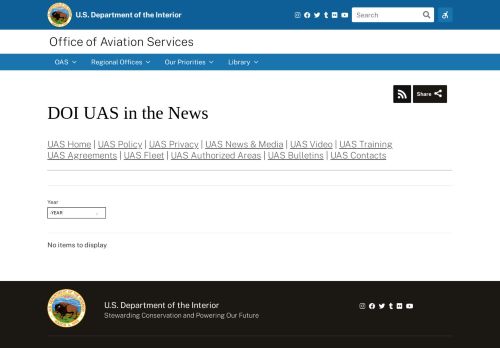 U.S. Department of the Interior
Search
Office of Aviation Services
OAS Regional Offices Our Priorities Library
Share
DOI UAS in the News
UAS Home | UAS Policy | UAS Privacy | UAS News & Media | UAS Video | UAS Training
UAS Agreements | UAS Fleet | UAS Authorized Areas | UAS Bulletins | UAS Contacts
Year
-YEAR
No items to display
U.S. Department of the Interior
Stewarding Conservation and Powering Our Future